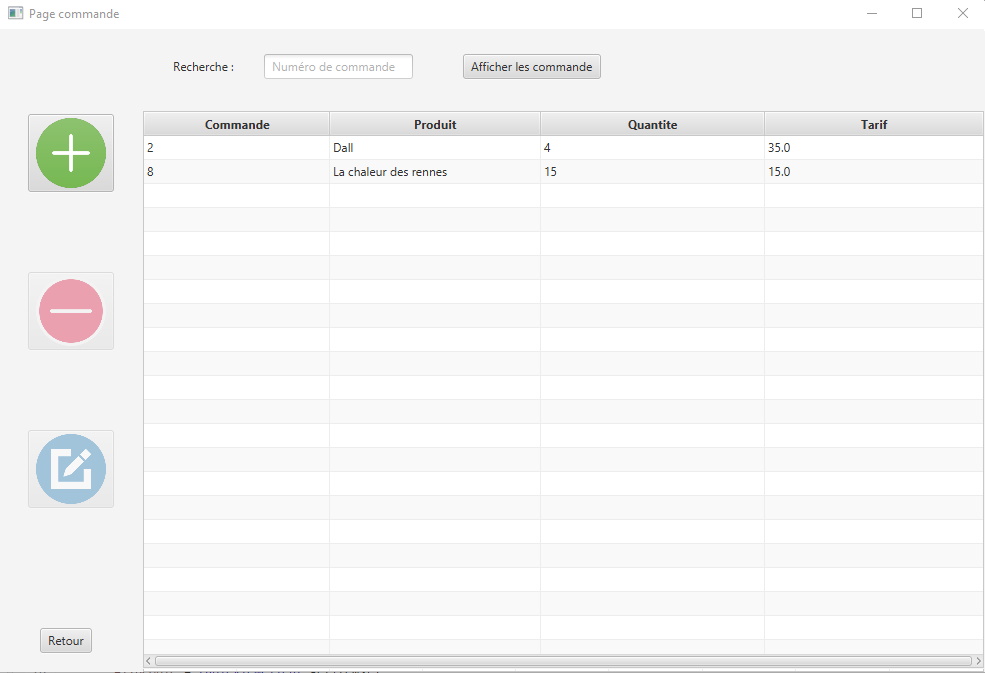 Page commande
Recherche : Numéro de commande Afficher les commande
Commande Produit Quantite Tarif
2 Dall 4 35.0
8 La chaleur des rennes 15 15.0
Retour